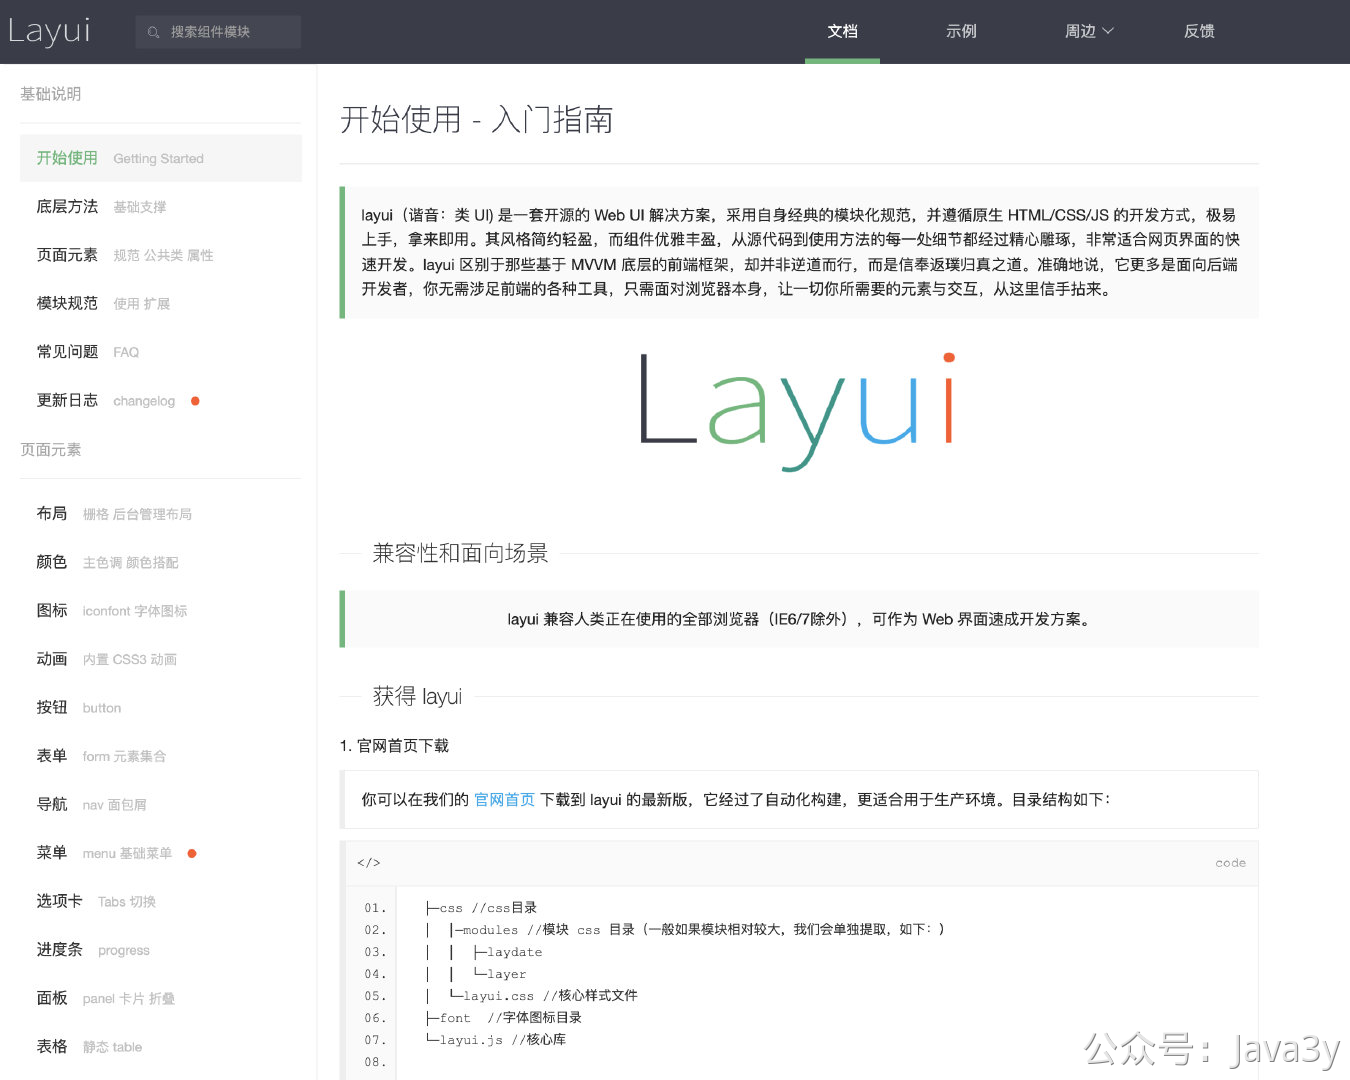 Layui
搜索组件模块
文档
示例
周边
反馈
基础说明
开始使用 Getting Started
底层方法 基础支撑
页面元素 规范 公共类 属性
模块规范 使用 扩展
常见问题 FAQ
更新日志 changelog
页面元素
布局 栅格 后台管理布局
颜色 主色调 颜色搭配
图标 iconfont 字体图标
动画 内置 CSS3 动画
按钮 button
表单 form 元素集合
导航 nav 面包屑
菜单 menu 基础菜单
选项卡 Tabs 切换
进度条 progress
面板 panel 卡片 折叠
表格 静态 table
开始使用 - 入门指南
layui（谐音：类 UI) 是一套开源的 Web UI 解决方案，采用自身经典的模块化规范，并遵循原生 HTML/CSS/JS 的开发方式，极易
上手，拿来即用。其风格简约轻盈，而组件优雅丰盈，从源代码到使用方法的每一处细节都经过精心雕琢，非常适合网页界面的快
速开发。layui 区别于那些基于 MVVM 底层的前端框架，却并非逆道而行，而是信奉返璞归真之道。准确地说，它更多是面向后端
开发者，你无需涉足前端的各种工具，只需面对浏览器本身，让一切你所需要的元素与交互，从这里信手拈来。
Layui
兼容性和面向场景
layui 兼容人类正在使用的全部浏览器（IE6/7除外），可作为 Web 界面速成开发方案。
获得 layui
1. 官网首页下载
你可以在我们的 官网首页 下载到 layui 的最新版，它经过了自动化构建，更适合用于生产环境。目录结构如下：
</> code
01. ├─css //css目录
02. │ │─modules //模块 css 目录（一般如果模块相对较大，我们会单独提取，如下：）
03. │ │ ├─laydate
04. │ │ └─layer
05. │ └─layui.css //核心样式文件
06. ├─font //字体图标目录
07. └─layui.js //核心库
08.
公众号：Java3y